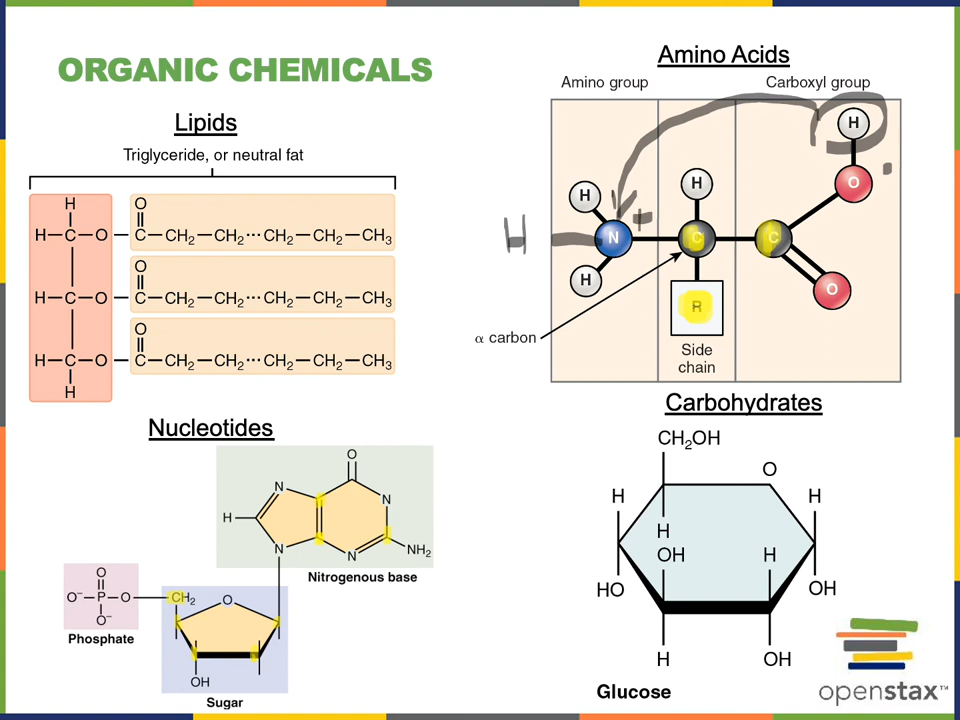 ORGANIC CHEMICALS
Lipids
Triglyceride, or neutral fat
H O
H—C—O—C—CH₂—CH₂···CH₂—CH₂—CH₃
O
H—C—O—C—CH₂—CH₂···CH₂—CH₂—CH₃
O
H—C—O—C—CH₂—CH₂···CH₂—CH₂—CH₃
H
Amino Acids
Amino group Carboxyl group
H
H H O
H N + C C -
H R O
α carbon
Side
chain
Nucleotides
O
N N
H
N N NH₂
Nitrogenous base
O
O⁻—P—O—CH₂ O
O⁻
Phosphate
OH
Sugar
Carbohydrates
CH₂OH
O
H H
H
OH H
HO OH
H OH
Glucose
openstax™